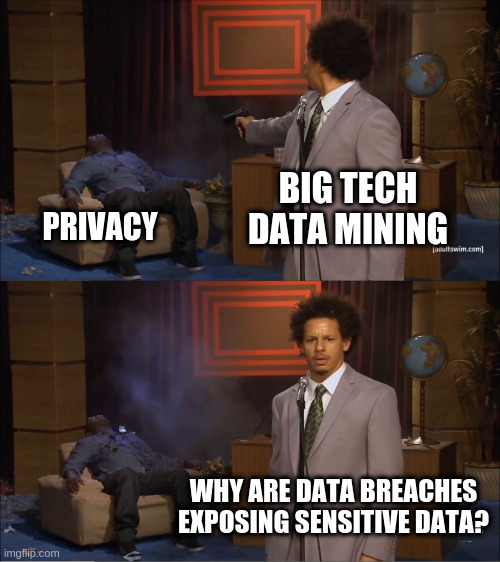 PRIVACY
BIG TECH
DATA MINING
[adultswim.com]
WHY ARE DATA BREACHES
EXPOSING SENSITIVE DATA?
imgflip.com